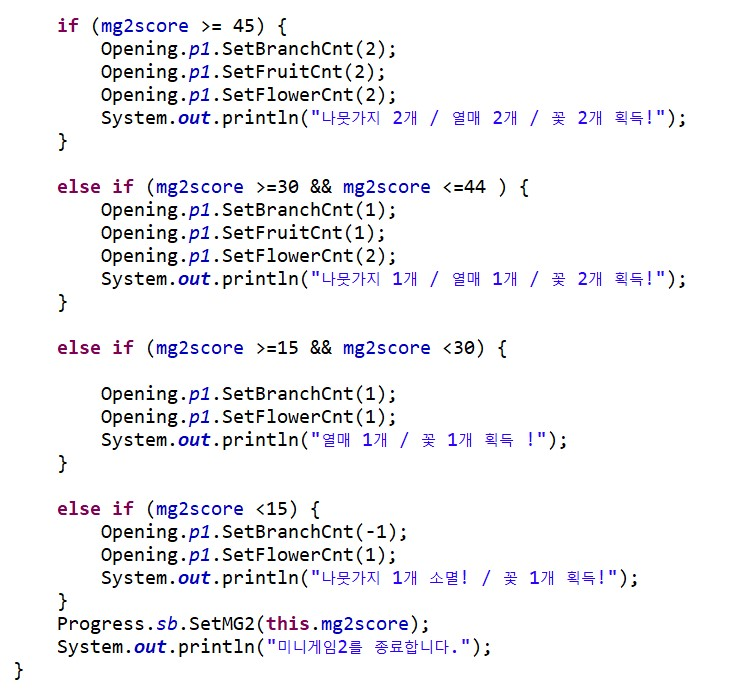 if (mg2score >= 45) {
Opening.p1.SetBranchCnt(2);
Opening.p1.SetFruitCnt(2);
Opening.p1.SetFlowerCnt(2);
System.out.println("나뭇가지 2개 / 열매 2개 / 꽃 2개 획득!");
}
else if (mg2score >=30 && mg2score <=44 ) {
Opening.p1.SetBranchCnt(1);
Opening.p1.SetFruitCnt(1);
Opening.p1.SetFlowerCnt(2);
System.out.println("나뭇가지 1개 / 열매 1개 / 꽃 2개 획득!");
}
else if (mg2score >=15 && mg2score <30) {
Opening.p1.SetBranchCnt(1);
Opening.p1.SetFlowerCnt(1);
System.out.println("열매 1개 / 꽃 1개 획득 !");
}
else if (mg2score <15) {
Opening.p1.SetBranchCnt(-1);
Opening.p1.SetFlowerCnt(1);
System.out.println("나뭇가지 1개 소멸! / 꽃 1개 획득!");
}
Progress.sb.SetMG2(this.mg2score);
System.out.println("미니게임2를 종료합니다.");
}